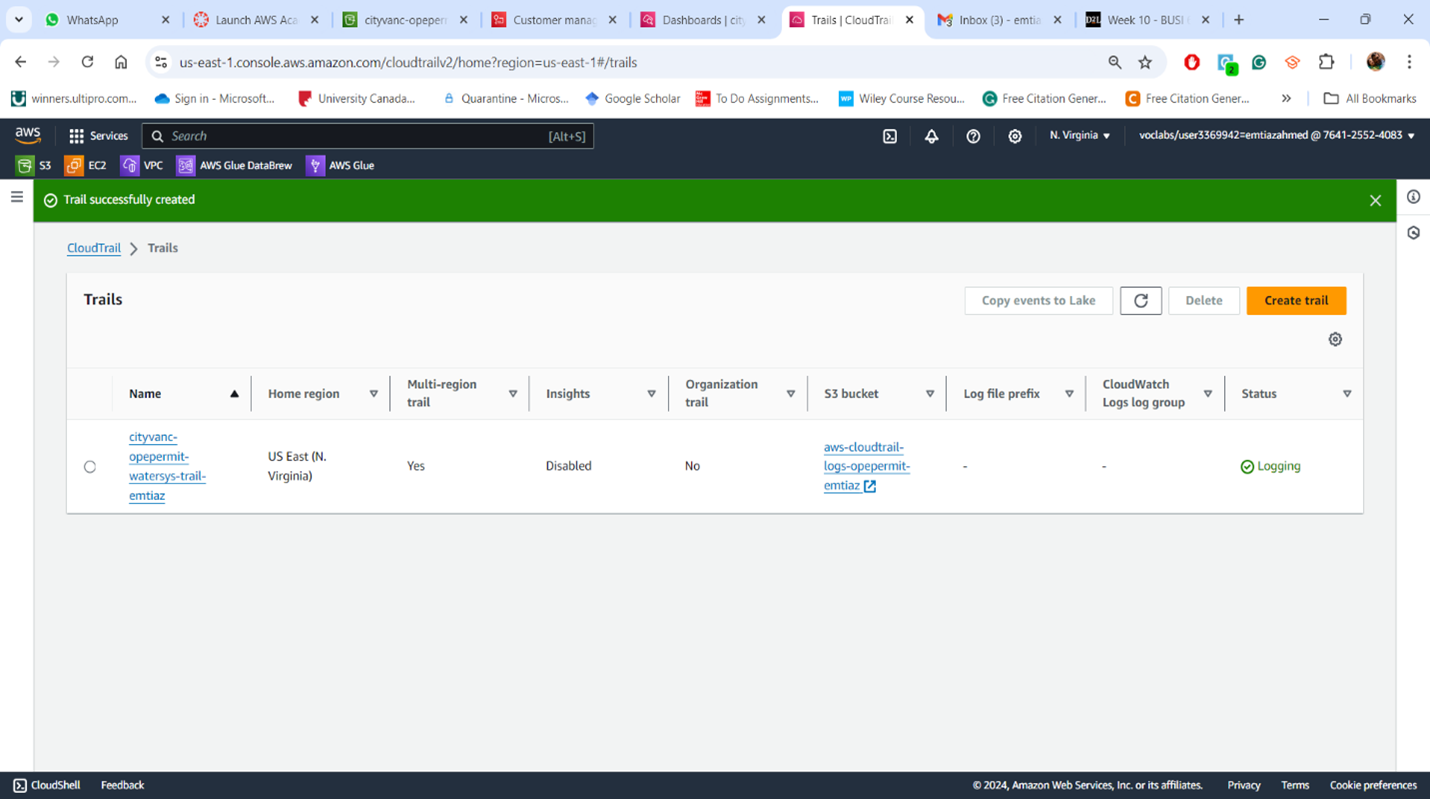 WhatsApp
Launch AWS Aca
cityvanc-opeperm
Customer manag
Dashboards | city
Trails | CloudTrail
Inbox (3) - emtia
D2L Week 10 - BUSI
us-east-1.console.aws.amazon.com/cloudtrailv2/home?region=us-east-1#/trails
2
winners.ultipro.com...
Sign in - Microsoft...
University Canada...
Quarantine - Micros...
Google Scholar
To Do Assignments...
WP Wiley Course Resou...
Free Citation Gener...
C Free Citation Gener...
All Bookmarks
aws
Services
Search
[Alt+S]
N. Virginia
voclabs/user3369942=emtiazahmed @ 7641-2552-4083
S3
EC2
VPC
AWS Glue DataBrew
AWS Glue
Trail successfully created
CloudTrail
Trails
Trails
Copy events to Lake
Delete
Create trail
Name
Home region
Multi-region
trail
Insights
Organization
trail
S3 bucket
Log file prefix
CloudWatch
Logs log group
Status
cityvanc-
opepermit-
watersys-trail-
emtiaz
US East (N.
Virginia)
Yes
Disabled
No
aws-cloudtrail-
logs-opepermit-
emtiaz
-
-
Logging
CloudShell
Feedback
© 2024, Amazon Web Services, Inc. or its affiliates.
Privacy
Terms
Cookie preferences